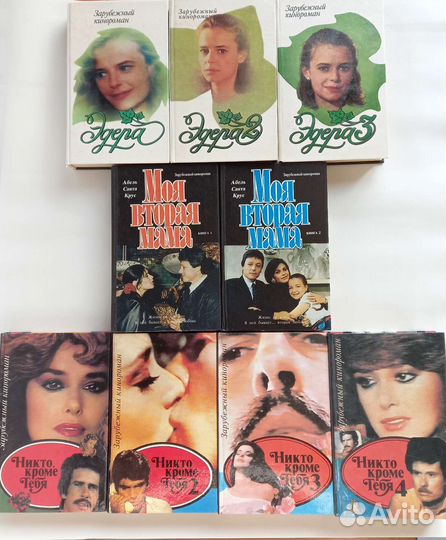 Зарубежный
кинороман
Эдера
Зарубежный
кинороман
Эдера 2
Зарубежный
кинороман
Эдера 3
Абель
Санта
Крус
Зарубежный кинороман
Моя
вторая
мама
книга 1
Абель
Санта
Крус
Зарубежный кинороман
Моя
вторая
мама
книга 2
Зарубежный кинороман
Никто
кроме
Тебя
Зарубежный кинороман
Никто
кроме
Тебя 2
Зарубежный кинороман
Никто
кроме
Тебя 3
Зарубежный кинороман
Никто
кроме
Тебя 4
Avito